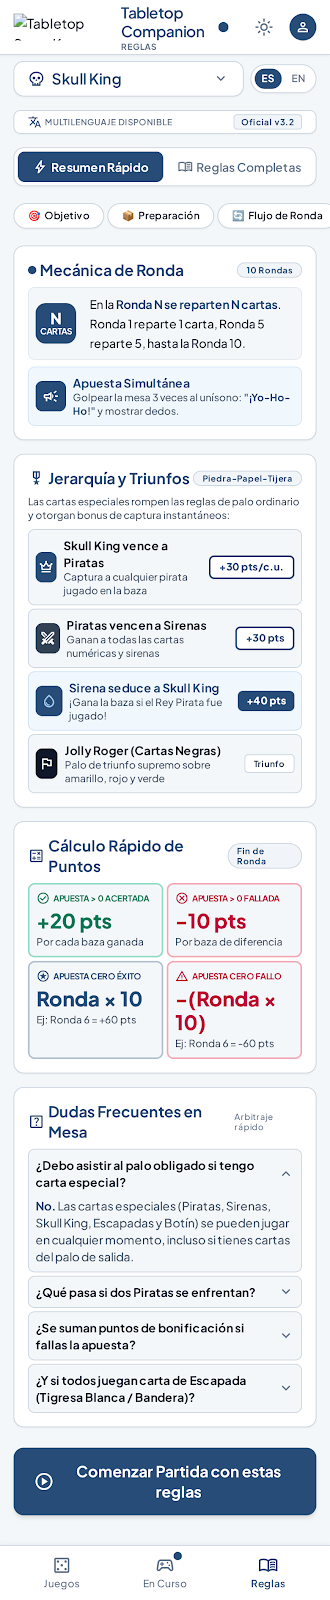 Tabletop
Tabletop
Companion
REGLAS
Skull King
ES
EN
MULTILENGUAJE DISPONIBLE
Oficial v3.2
Resumen Rápido
Reglas Completas
🎯 Objetivo
📦 Preparación
🔄 Flujo de Ronda
Mecánica de Ronda
10 Rondas
N
CARTAS
En la Ronda N se reparten N cartas.
Ronda 1 reparte 1 carta, Ronda 5
reparte 5, hasta la Ronda 10.
Apuesta Simultánea
Golpear la mesa 3 veces al unísono: "¡Yo-Ho-
Ho!" y mostrar dedos.
Jerarquía y Triunfos
Piedra-Papel-Tijera
Las cartas especiales rompen las reglas de palo ordinario
y otorgan bonus de captura instantáneos:
Skull King vence a
Piratas
Captura a cualquier pirata
jugado en la baza
+30 pts/c.u.
Piratas vencen a Sirenas
Ganan a todas las cartas
numéricas y sirenas
+30 pts
Sirena seduce a Skull King
¡Gana la baza si el Rey Pirata fue
jugado!
+40 pts
Jolly Roger (Cartas Negras)
Palo de triunfo supremo sobre
amarillo, rojo y verde
Triunfo
Cálculo Rápido de
Puntos
Fin de
Ronda
APUESTA > 0 ACERTADA
+20 pts
Por cada baza ganada
APUESTA > 0 FALLADA
-10 pts
Por baza de diferencia
APUESTA CERO ÉXITO
Ronda × 10
Ej: Ronda 6 = +60 pts
APUESTA CERO FALLO
-(Ronda ×
10)
Ej: Ronda 6 = -60 pts
Dudas Frecuentes en
Mesa
Arbitraje
rápido
¿Debo asistir al palo obligado si tengo
carta especial?
No. Las cartas especiales (Piratas, Sirenas,
Skull King, Escapadas y Botín) se pueden jugar
en cualquier momento, incluso si tienes cartas
del palo de salida.
¿Qué pasa si dos Piratas se enfrentan?
¿Se suman puntos de bonificación si
fallas la apuesta?
¿Y si todos juegan carta de Escapada
(Tigresa Blanca / Bandera)?
Comenzar Partida con estas
reglas
Juegos
En Curso
Reglas